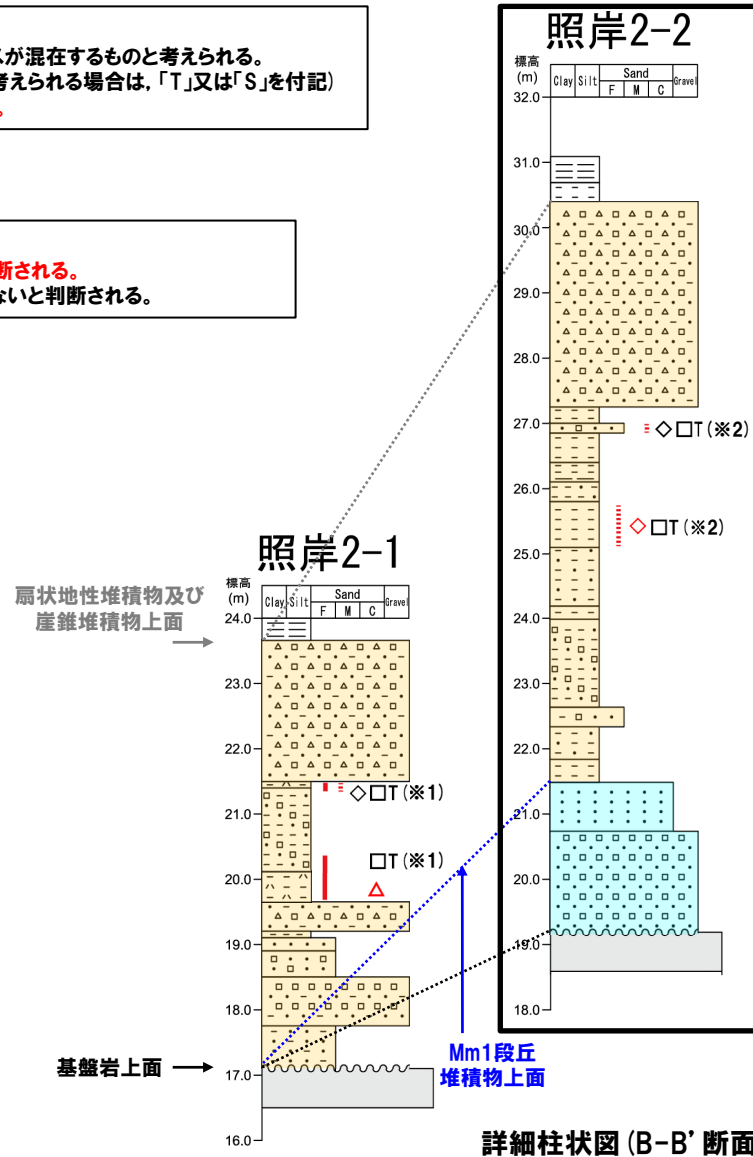 スが混在するものと考えられる。
考えられる場合は,「T」又は「S」を付記)
。
断される。
ないと判断される。
照岸2-2
標高
(m)
Clay Silt Sand Gravel
F M C
32.0
31.0
30.0
29.0
28.0
27.0
◇□T(※2)
26.0
◇□T(※2)
25.0
24.0
23.0
22.0
21.0
20.0
19.0
18.0
照岸2-1
標高
(m)
Clay Silt Sand Gravel
F M C
扇状地性堆積物及び
崖錐堆積物上面
24.0
23.0
22.0
◇□T(※1)
21.0
□T(※1)
20.0
△
19.0
18.0
基盤岩上面
17.0
16.0
Mm1段丘
堆積物上面
詳細柱状図(B-B’断面